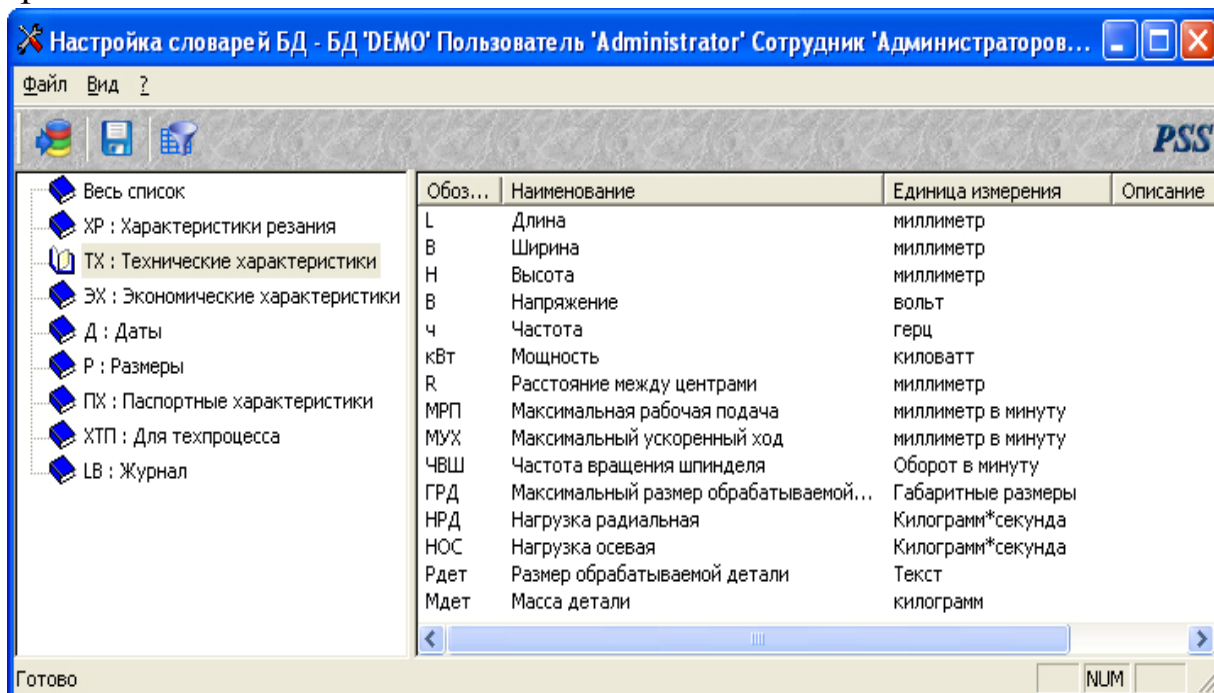 Настройка словарей БД - БД 'DEMO' Пользователь 'Administrator' Сотрудник 'Администраторов...
Файл Вид ?
PSS
Весь список
ХР : Характеристики резания
ТХ : Технические характеристики
ЭХ : Экономические характеристики
Д : Даты
Р : Размеры
ПХ : Паспортные характеристики
ХТП : Для техпроцесса
LB : Журнал
Обоз... Наименование Единица измерения Описание
L Длина миллиметр
B Ширина миллиметр
H Высота миллиметр
В Напряжение вольт
ч Частота герц
кВт Мощность киловатт
R Расстояние между центрами миллиметр
МРП Максимальная рабочая подача миллиметр в минуту
МУХ Максимальный ускоренный ход миллиметр в минуту
ЧВШ Частота вращения шпинделя Оборот в минуту
ГРД Максимальный размер обрабатываемой... Габаритные размеры
НРД Нагрузка радиальная Килограмм*секунда
НОС Нагрузка осевая Килограмм*секунда
Рдет Размер обрабатываемой детали Текст
Мдет Масса детали килограмм
Готово NUM